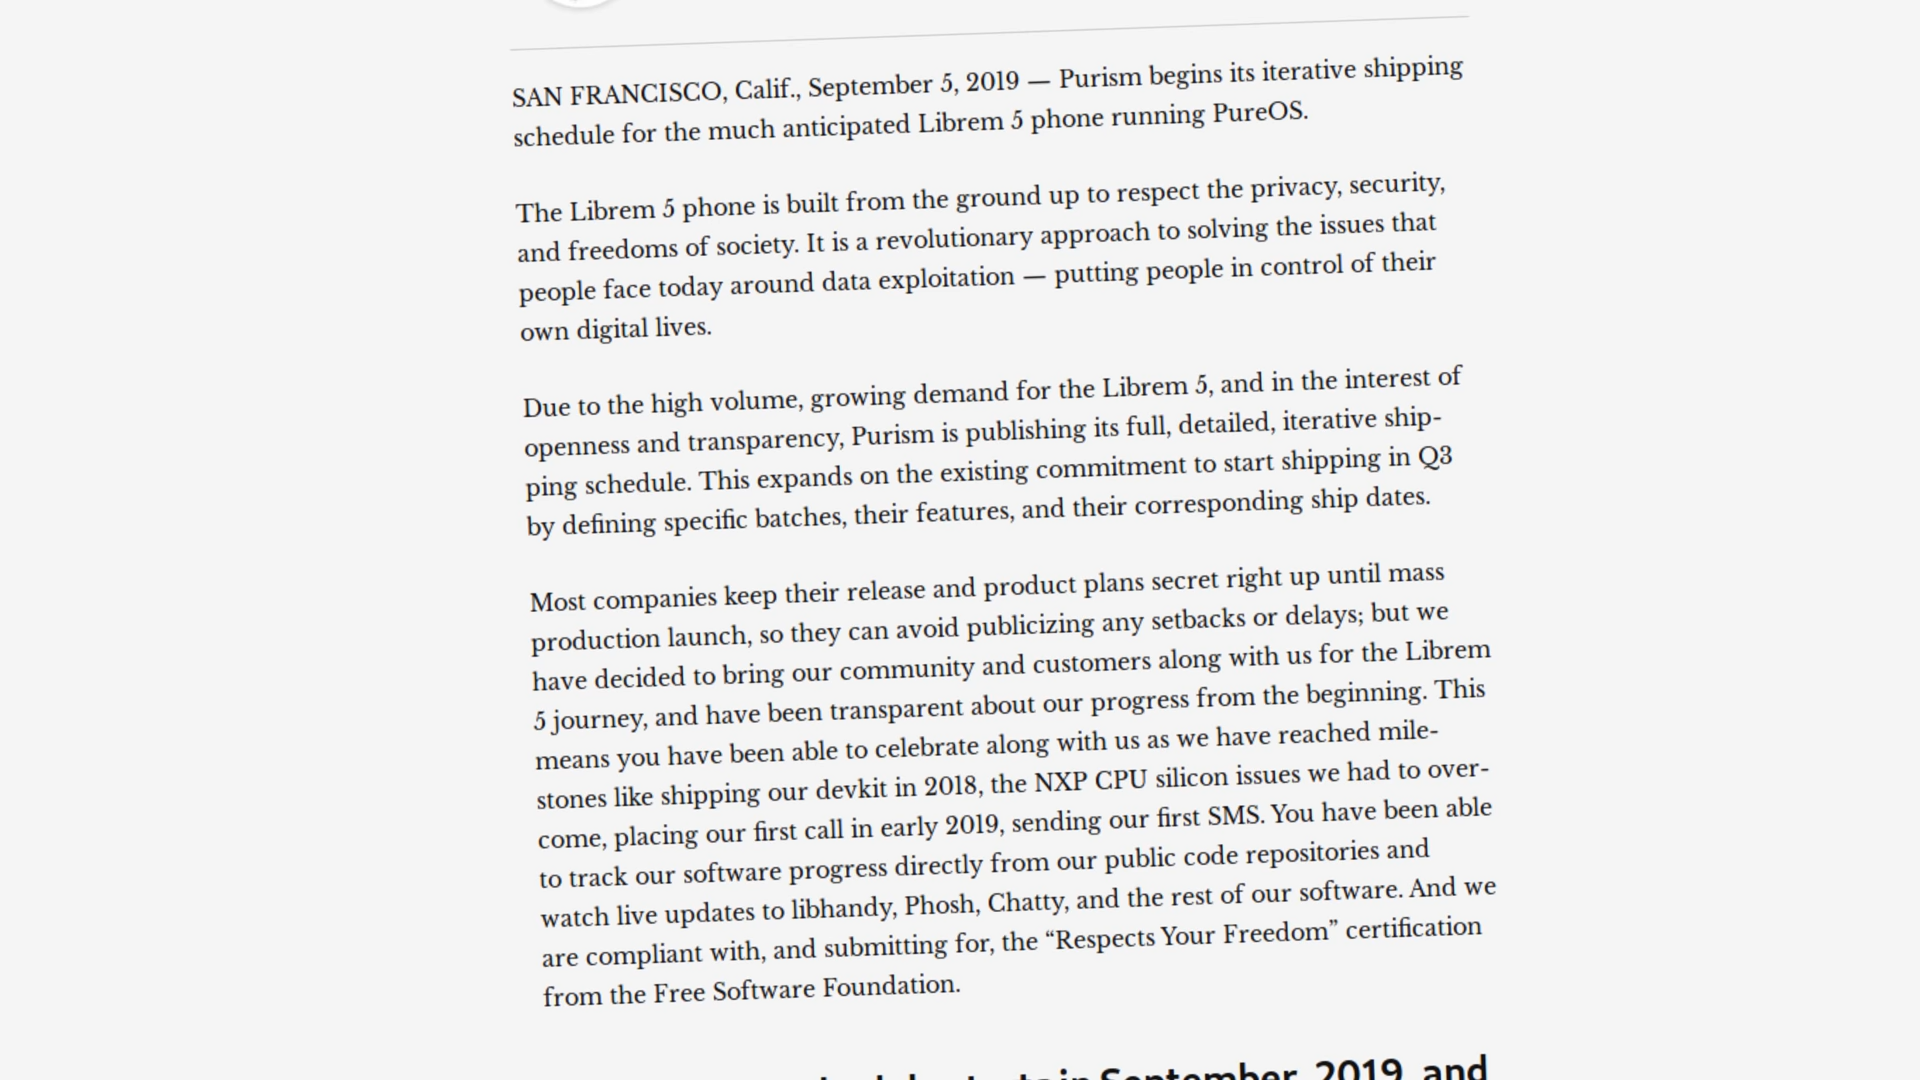 SAN FRANCISCO, Calif., September 5, 2019 — Purism begins its iterative shipping
schedule for the much anticipated Librem 5 phone running PureOS.
The Librem 5 phone is built from the ground up to respect the privacy, security,
and freedoms of society. It is a revolutionary approach to solving the issues that
people face today around data exploitation — putting people in control of their
own digital lives.
Due to the high volume, growing demand for the Librem 5, and in the interest of
openness and transparency, Purism is publishing its full, detailed, iterative ship-
ping schedule. This expands on the existing commitment to start shipping in Q3
by defining specific batches, their features, and their corresponding ship dates.
Most companies keep their release and product plans secret right up until mass
production launch, so they can avoid publicizing any setbacks or delays; but we
have decided to bring our community and customers along with us for the Librem
5 journey, and have been transparent about our progress from the beginning. This
means you have been able to celebrate along with us as we have reached mile-
stones like shipping our devkit in 2018, the NXP CPU silicon issues we had to over-
come, placing our first call in early 2019, sending our first SMS. You have been able
to track our software progress directly from our public code repositories and
watch live updates to libhandy, Phosh, Chatty, and the rest of our software. And we
are compliant with, and submitting for, the “Respects Your Freedom” certification
from the Free Software Foundation.
in September, 2019, and